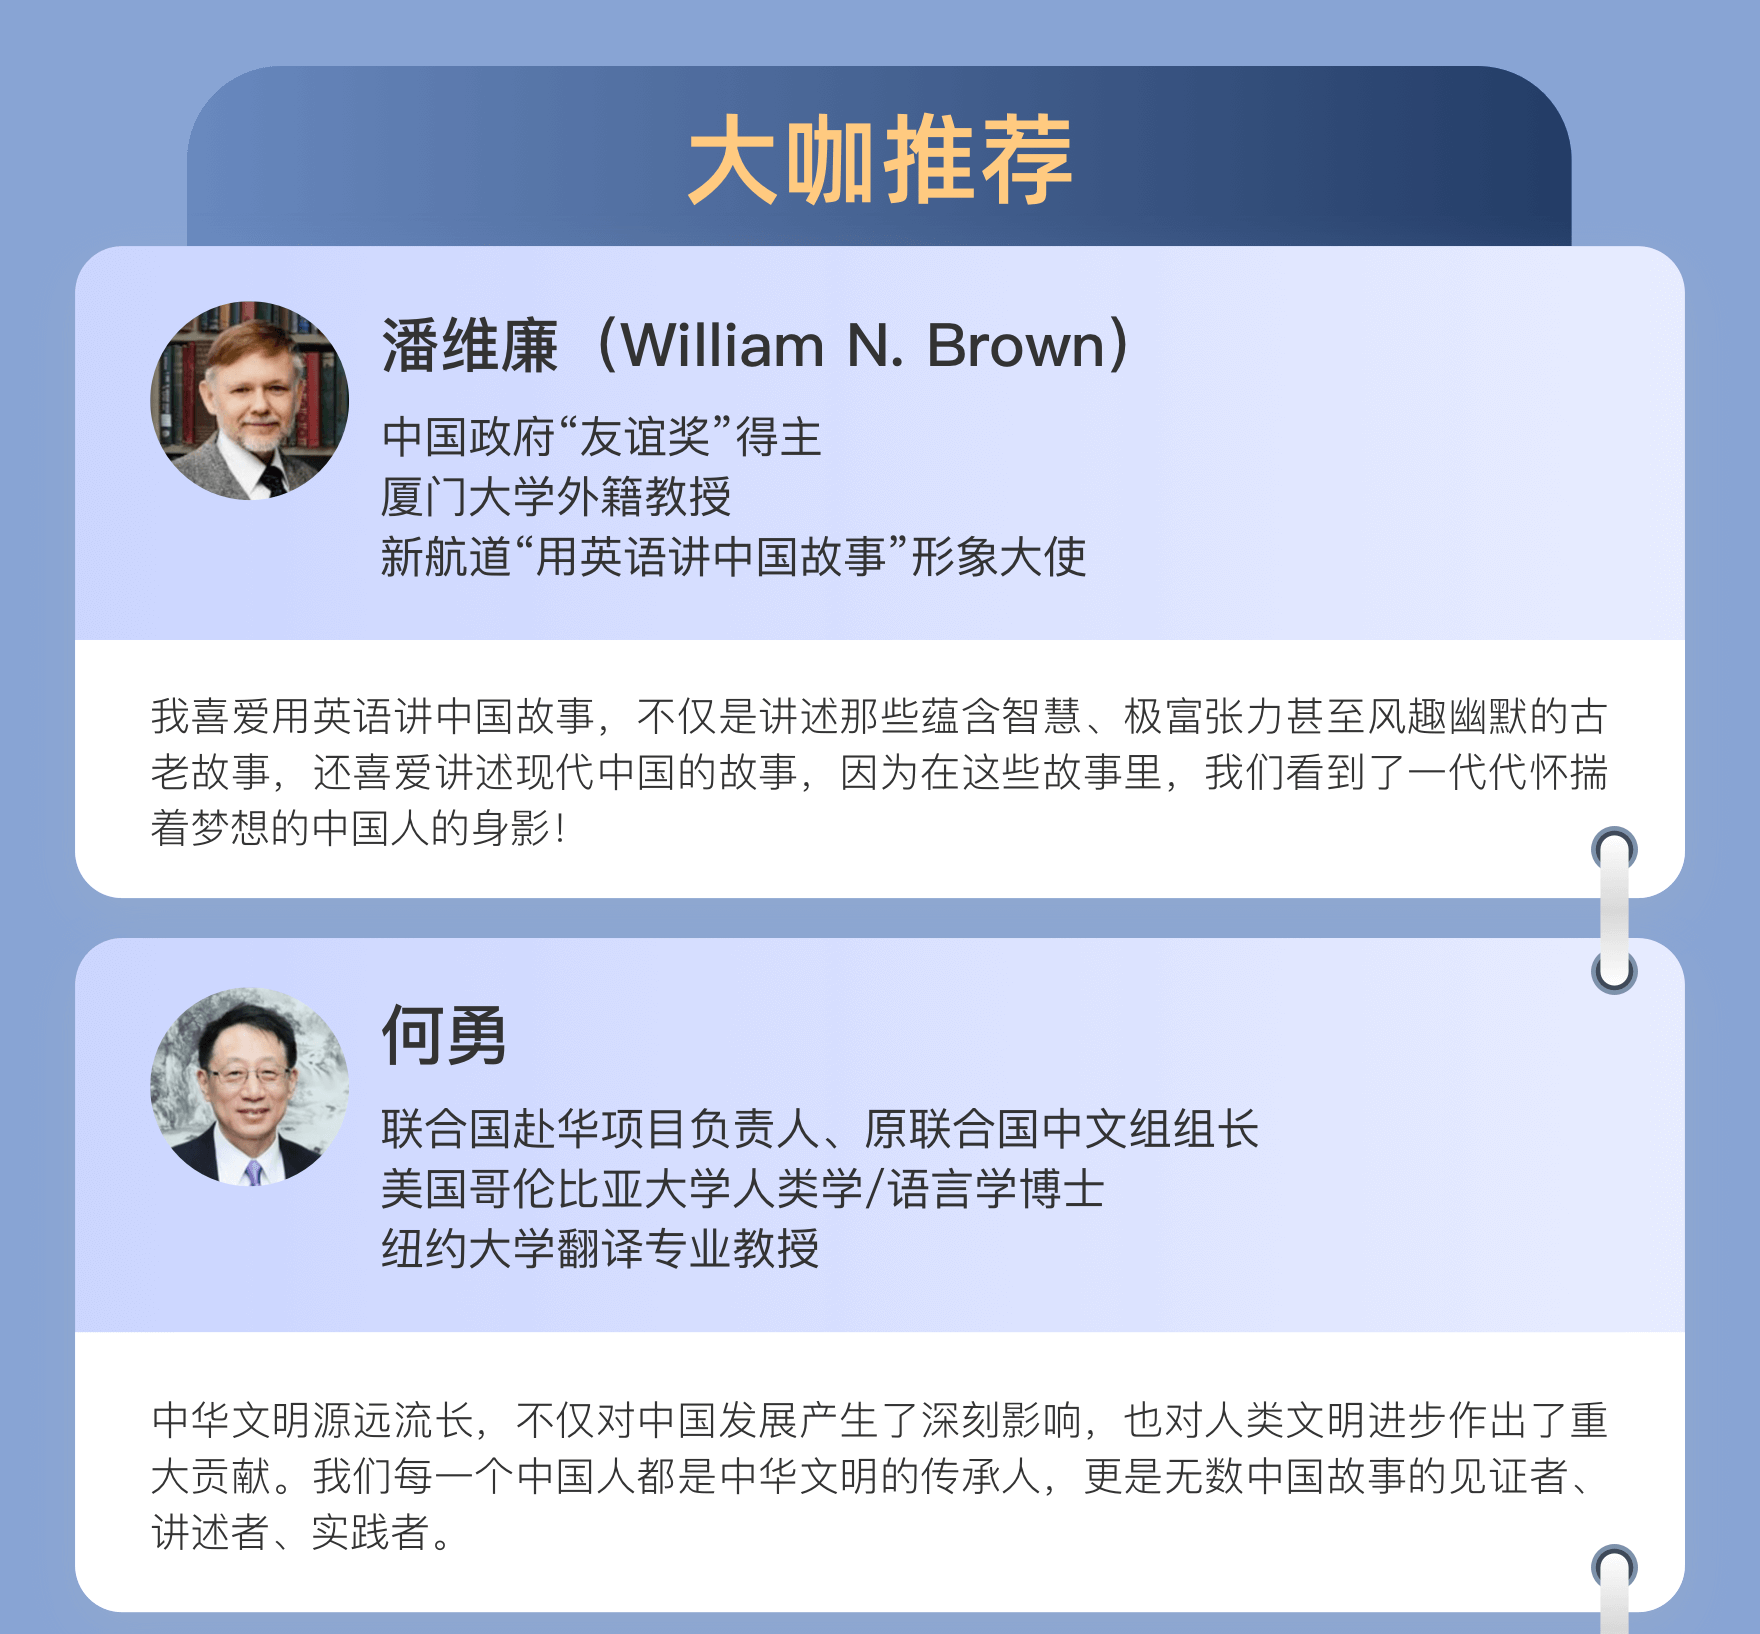 大咖推荐
潘维廉（William N. Brown）
中国政府“友谊奖”得主
厦门大学外籍教授
新航道“用英语讲中国故事”形象大使
我喜爱用英语讲中国故事，不仅是讲述那些蕴含智慧、极富张力甚至风趣幽默的古
老故事，还喜爱讲述现代中国的故事，因为在这些故事里，我们看到了一代代怀揣
着梦想的中国人的身影！
何勇
联合国赴华项目负责人、原联合国中文组组长
美国哥伦比亚大学人类学/语言学博士
纽约大学翻译专业教授
中华文明源远流长，不仅对中国发展产生了深刻影响，也对人类文明进步作出了重
大贡献。我们每一个中国人都是中华文明的传承人，更是无数中国故事的见证者、
讲述者、实践者。